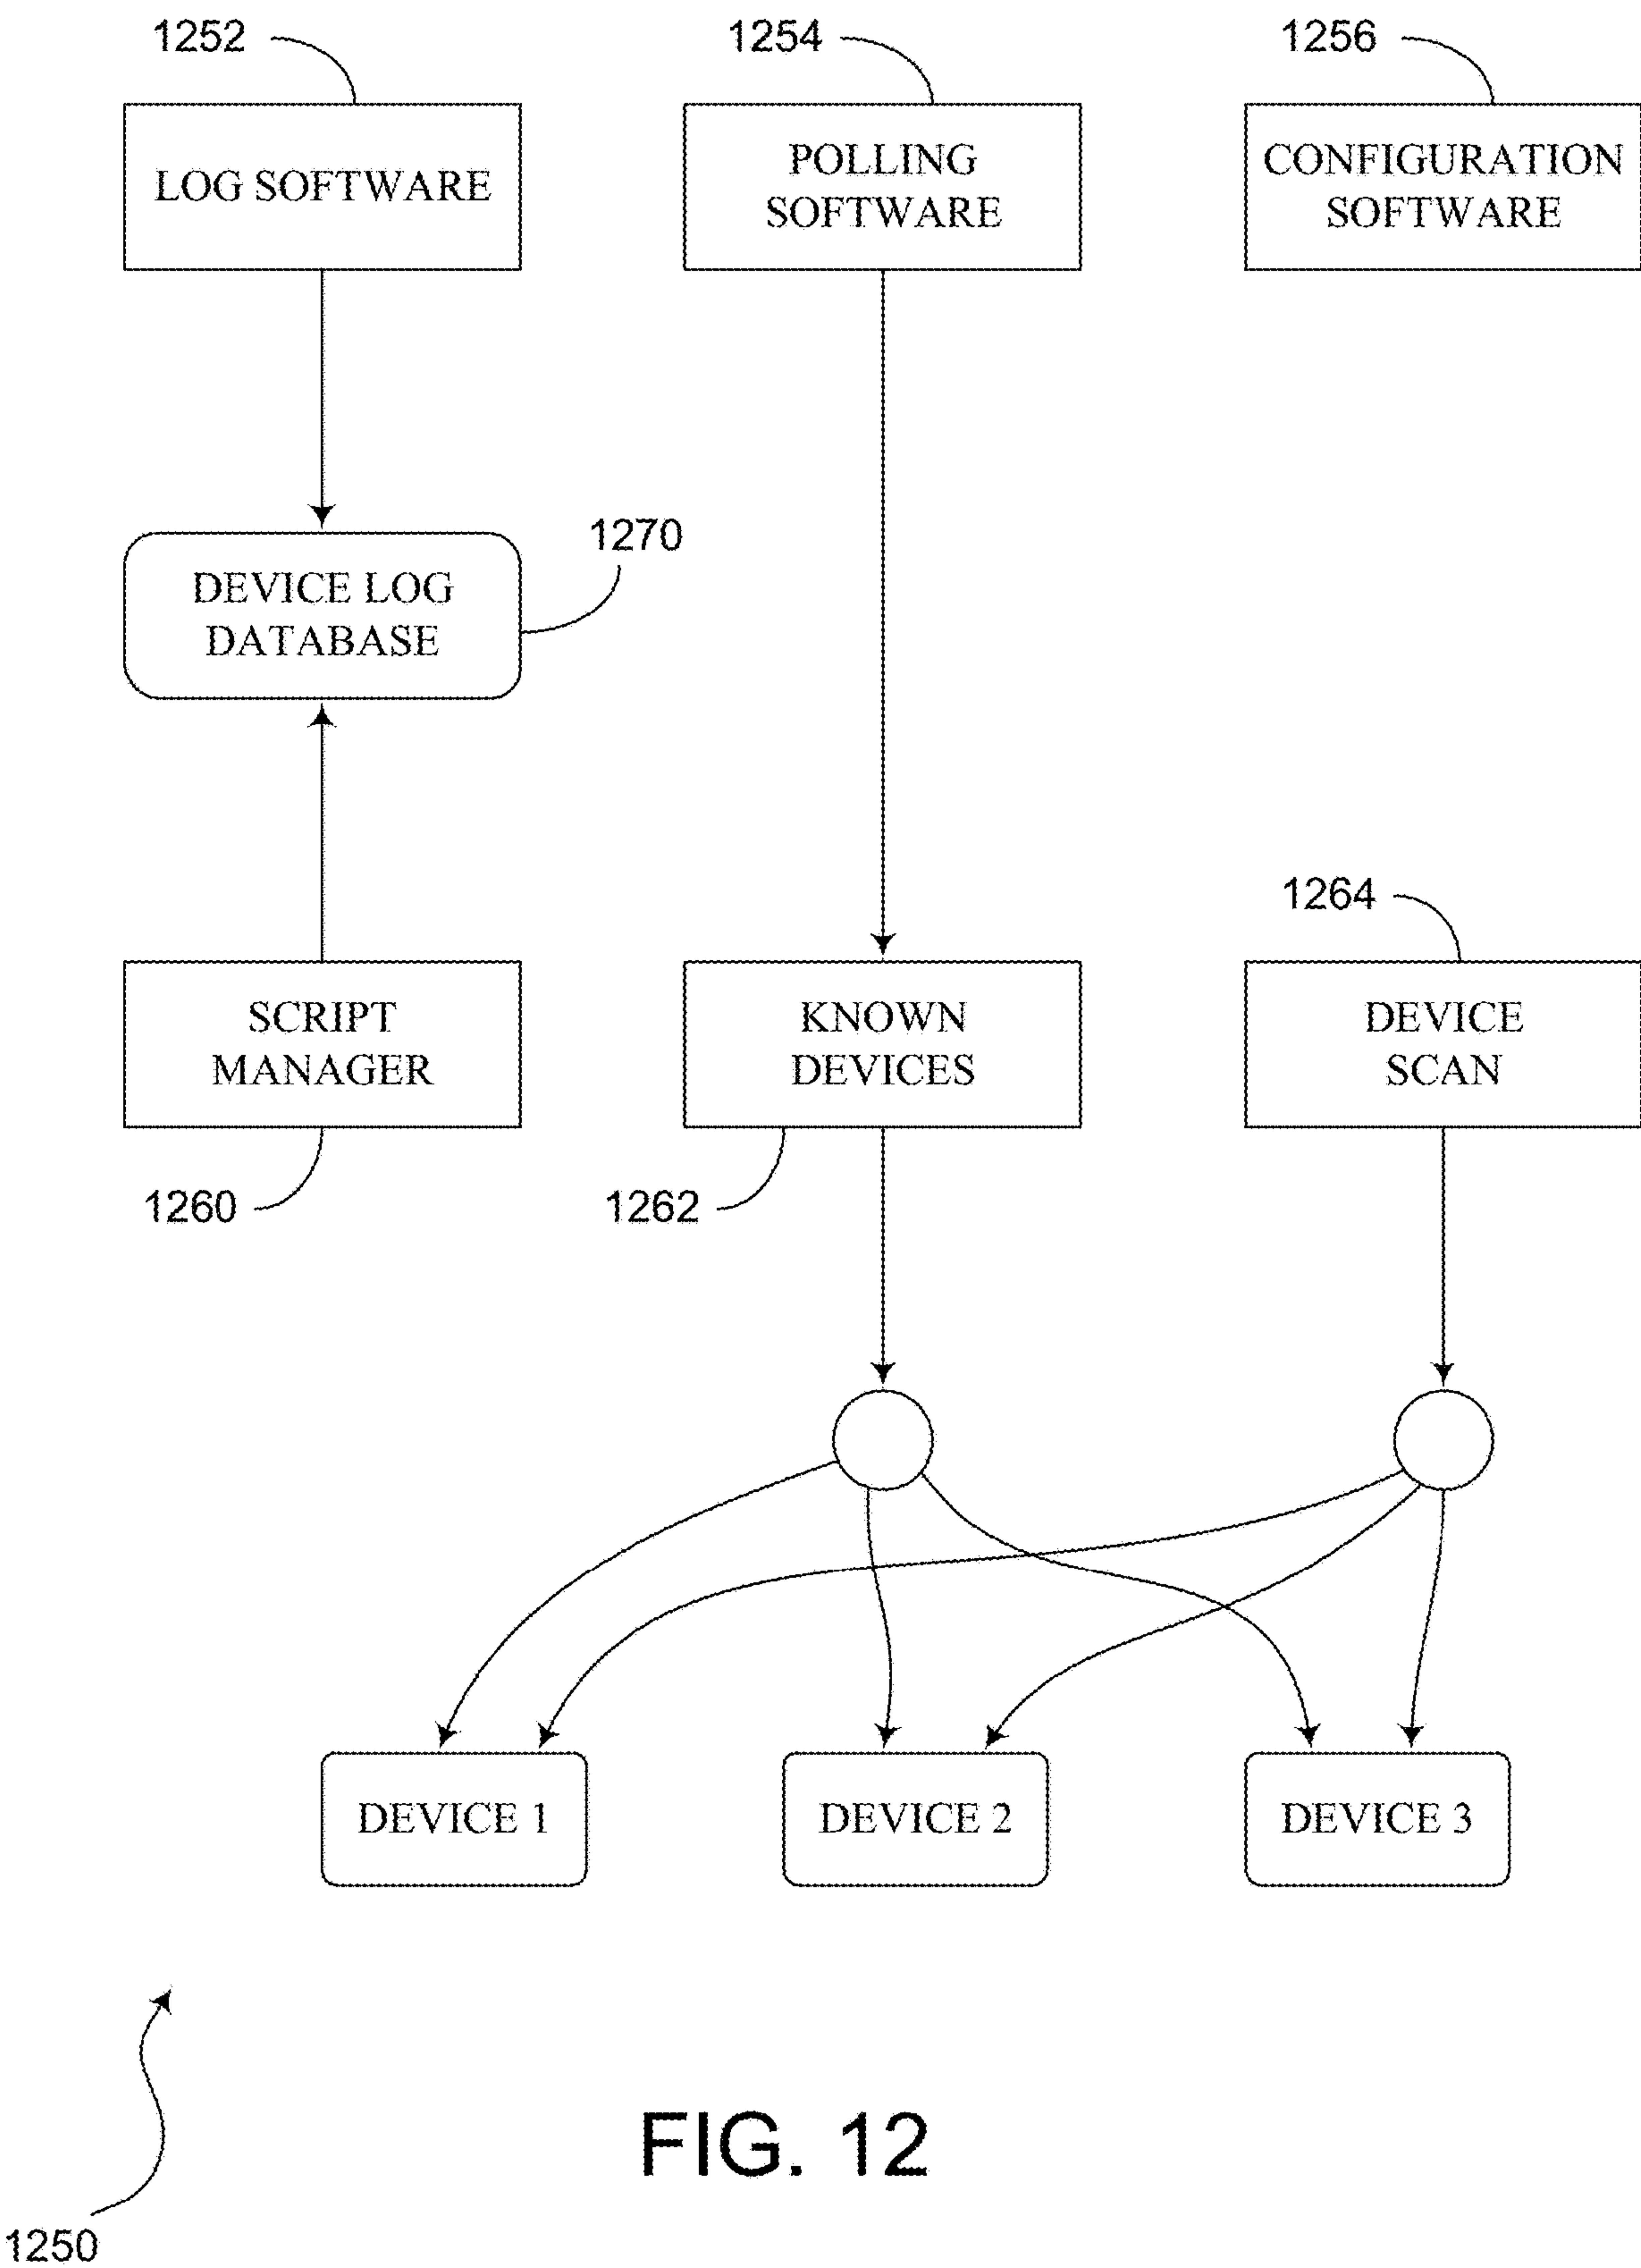 1252
1254
1256
LOG SOFTWARE
POLLING
SOFTWARE
CONFIGURATION
SOFTWARE
1270
DEVICE LOG
DATABASE
1264
SCRIPT
MANAGER
KNOWN
DEVICES
DEVICE
SCAN
1260
1262
DEVICE 1
DEVICE 2
DEVICE 3
1250
FIG. 12